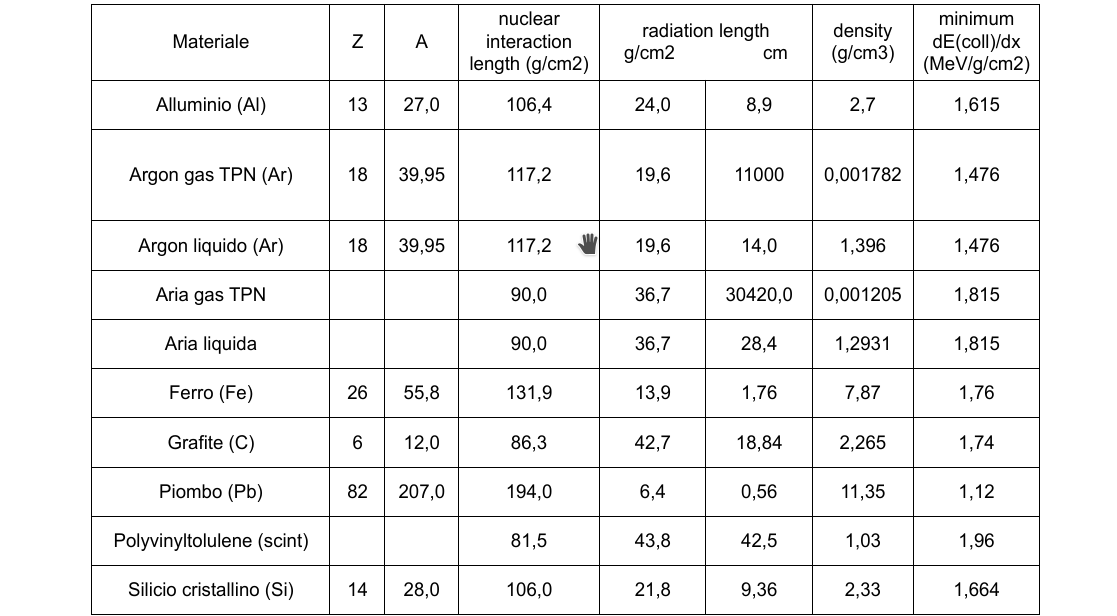 Materiale Z A nuclear interaction length (g/cm2) radiation length g/cm2 cm density (g/cm3) minimum dE(coll)/dx (MeV/g/cm2)
Alluminio (Al) 13 27,0 106,4 24,0 8,9 2,7 1,615
Argon gas TPN (Ar) 18 39,95 117,2 19,6 11000 0,001782 1,476
Argon liquido (Ar) 18 39,95 117,2 19,6 14,0 1,396 1,476
Aria gas TPN 90,0 36,7 30420,0 0,001205 1,815
Aria liquida 90,0 36,7 28,4 1,2931 1,815
Ferro (Fe) 26 55,8 131,9 13,9 1,76 7,87 1,76
Grafite (C) 6 12,0 86,3 42,7 18,84 2,265 1,74
Piombo (Pb) 82 207,0 194,0 6,4 0,56 11,35 1,12
Polyvinyltolulene (scint) 81,5 43,8 42,5 1,03 1,96
Silicio cristallino (Si) 14 28,0 106,0 21,8 9,36 2,33 1,664